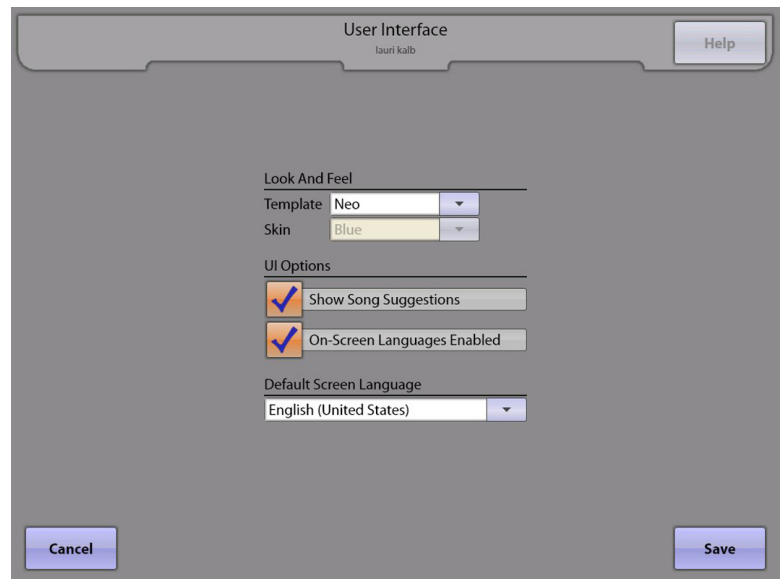 User Interface
lauri kalb
Help
Look And Feel
Template Neo
Skin Blue
UI Options
Show Song Suggestions
On-Screen Languages Enabled
Default Screen Language
English (United States)
Cancel
Save